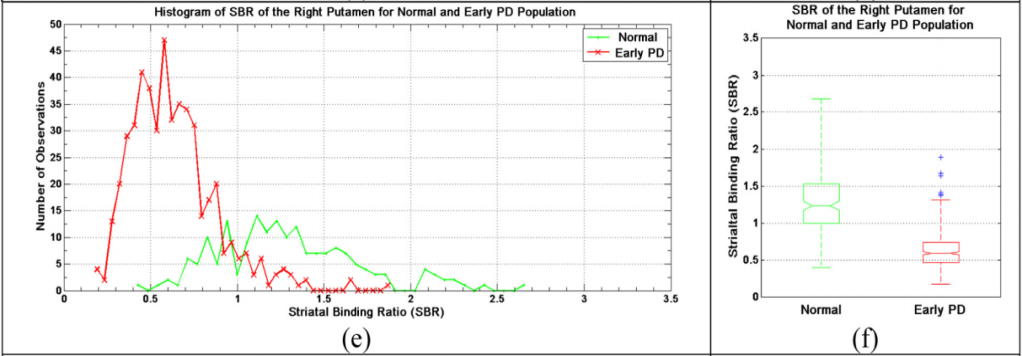 Histogram of SBR of the Right Putamen for Normal and Early PD Population
50
45
40
35
30
25
20
15
10
5
0
Number of Observations
Normal
Early PD
0 0.5 1 1.5 2 2.5 3 3.5
Striatal Binding Ratio (SBR)
(e)
SBR of the Right Putamen for
Normal and Early PD Population
3.5
3
2.5
2
1.5
1
0.5
0
Strialtal Binding Ratio (SBR)
Normal Early PD
(f)